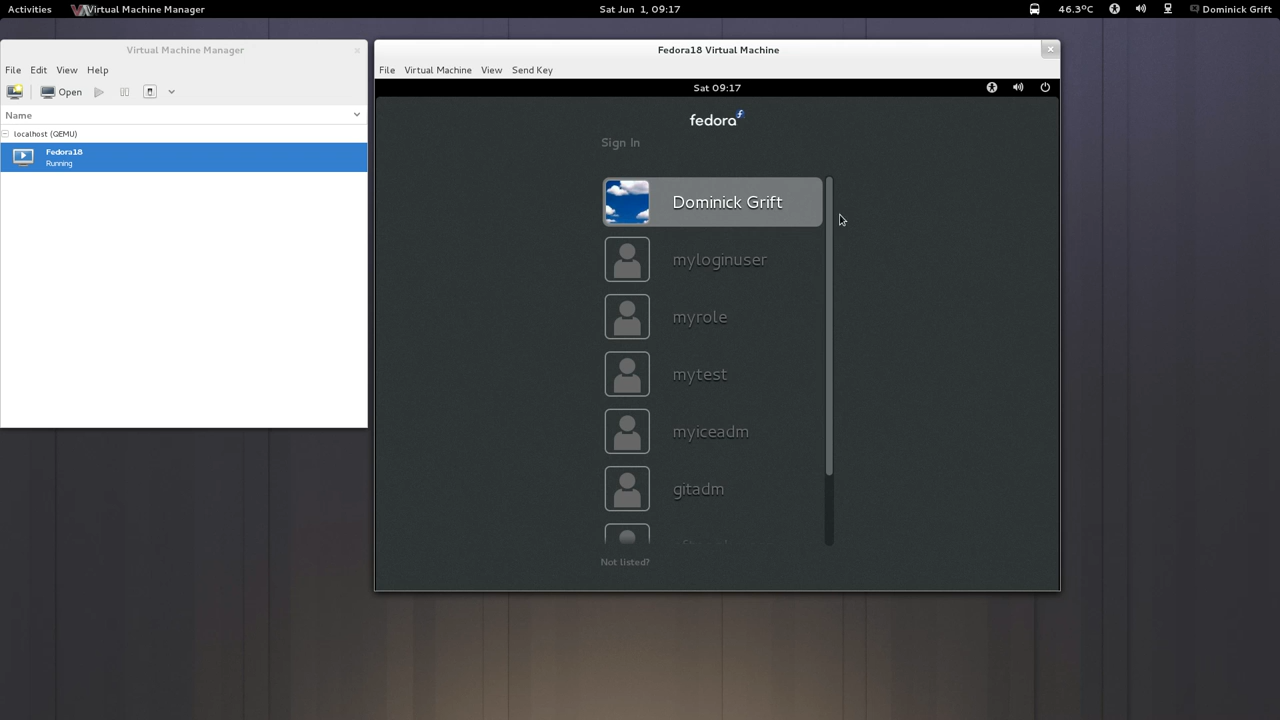 Activities
Virtual Machine Manager
Sat Jun 1, 09:17
46.3°C
Dominick Grift
Virtual Machine Manager
File Edit View Help
Open
Name
localhost (QEMU)
Fedora18
Running
Fedora18 Virtual Machine
File Virtual Machine View Send Key
Sat 09:17
fedora
Sign In
Dominick Grift
myloginuser
myrole
mytest
myiceadm
gitadm
Not listed?